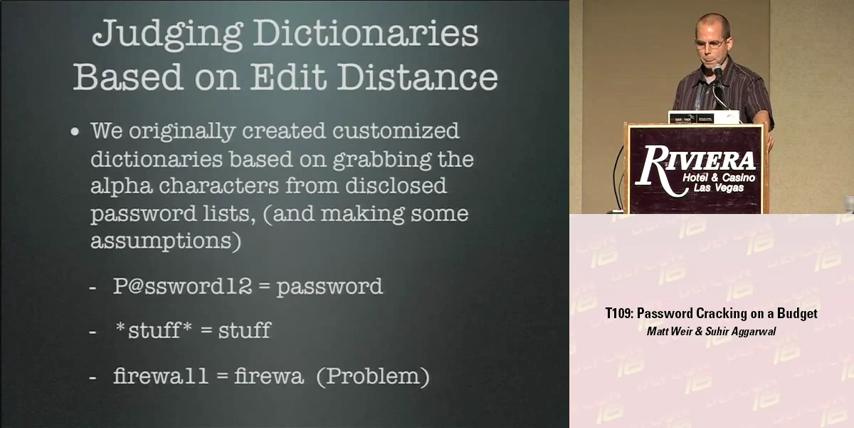 Judging Dictionaries
Based on Edit Distance
• We originally created customized
dictionaries based on grabbing the
alpha characters from disclosed
password lists, (and making some
assumptions)
- P@ssword12 = password
- *stuff* = stuff
- firewall = firewa (Problem)
RIVIERA
Hotel & Casino
Las Vegas
T109: Password Cracking on a Budget
Matt Weir & Suhir Aggarwal